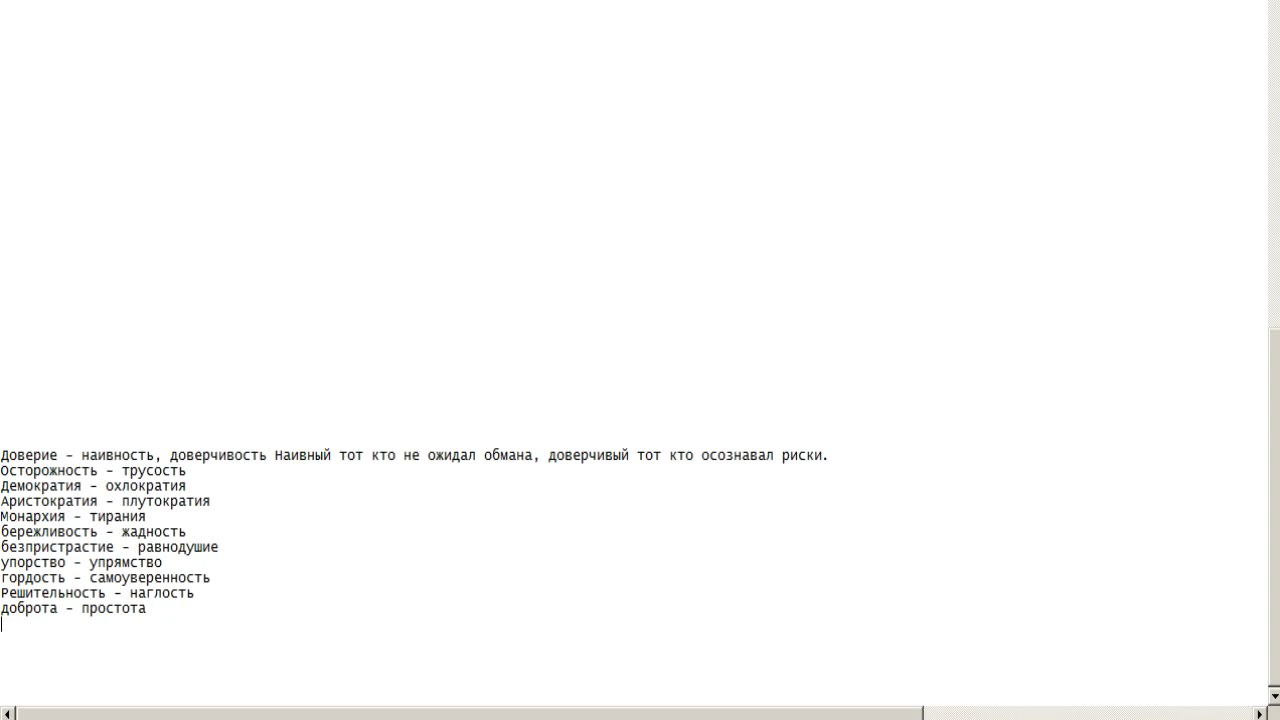 Доверие - наивность, доверчивость Наивный тот кто не ожидал обмана, доверчивый тот кто осознавал риски.
Осторожность - трусость
Демократия - охлократия
Аристократия - плутократия
Монархия - тирания
бережливость - жадность
безпристрастие - равнодушие
упорство - упрямство
гордость - самоуверенность
Решительность - наглость
доброта - простота